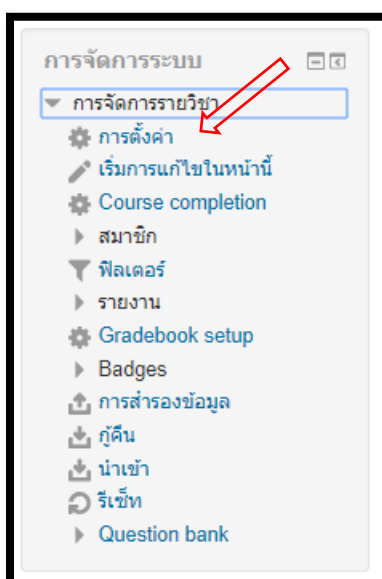 การจัดการระบบ
การจัดการรายวิชา
การตั้งค่า
เริ่มการแก้ไขในหน้านี้
Course completion
สมาชิก
ฟิลเตอร์
รายงาน
Gradebook setup
Badges
การสำรองข้อมูล
กู้คืน
นำเข้า
รีเซ็ท
Question bank